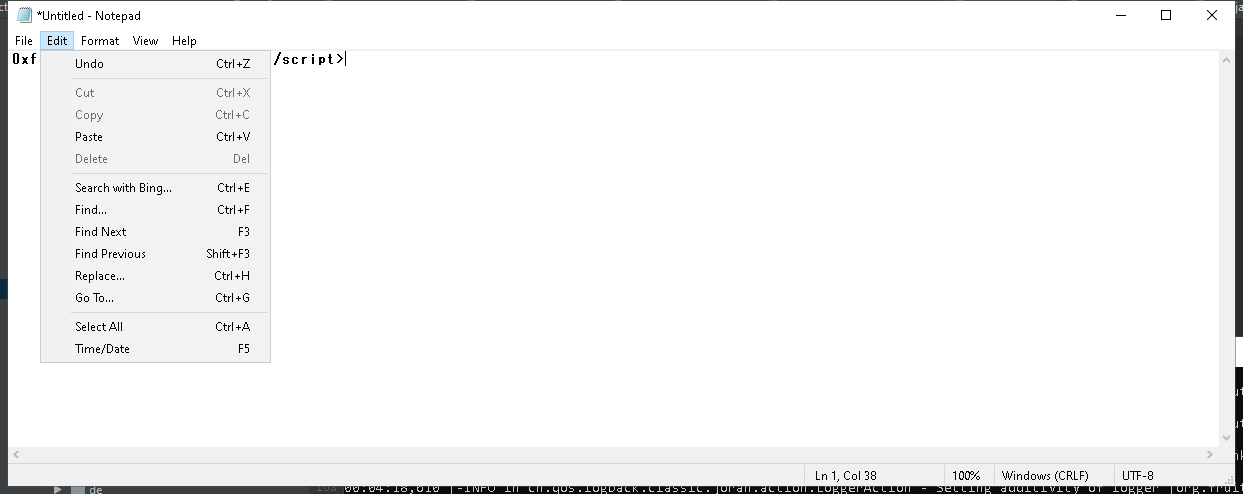 *Untitled - Notepad
File Edit Format View Help
0xf /script>
Undo Ctrl+Z
Cut Ctrl+X
Copy Ctrl+C
Paste Ctrl+V
Delete Del
Search with Bing... Ctrl+E
Find... Ctrl+F
Find Next F3
Find Previous Shift+F3
Replace... Ctrl+H
Go To... Ctrl+G
Select All Ctrl+A
Time/Date F5
Ln 1, Col 38 100% Windows (CRLF) UTF-8
de 00:04:18,610 |-INFO in ch.qos.logback.classic.joran.action.LoggerAction - Setting additivity of logger